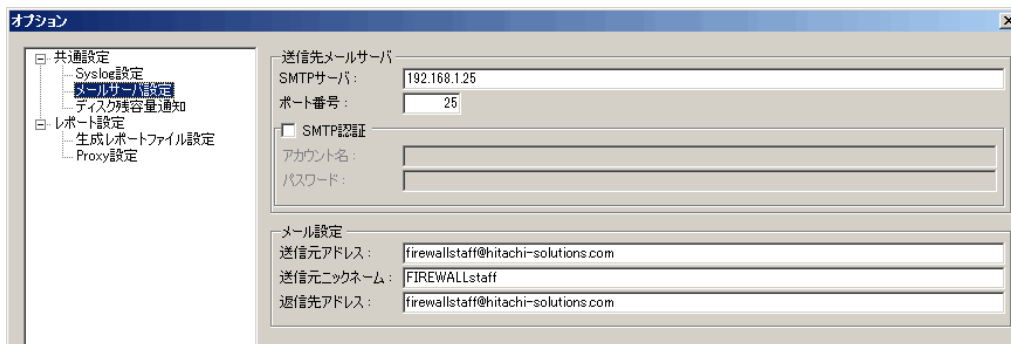 オプション
共通設定
Syslog設定
メールサーバ設定
ディスク残容量通知
レポート設定
生成レポートファイル設定
Proxy設定
送信先メールサーバ
SMTPサーバ： 192.168.1.25
ポート番号： 25
SMTP認証
アカウント名：
パスワード：
メール設定
送信元アドレス： firewallstaff@hitachi-solutions.com
送信元ニックネーム： FIREWALLstaff
返信先アドレス： firewallstaff@hitachi-solutions.com